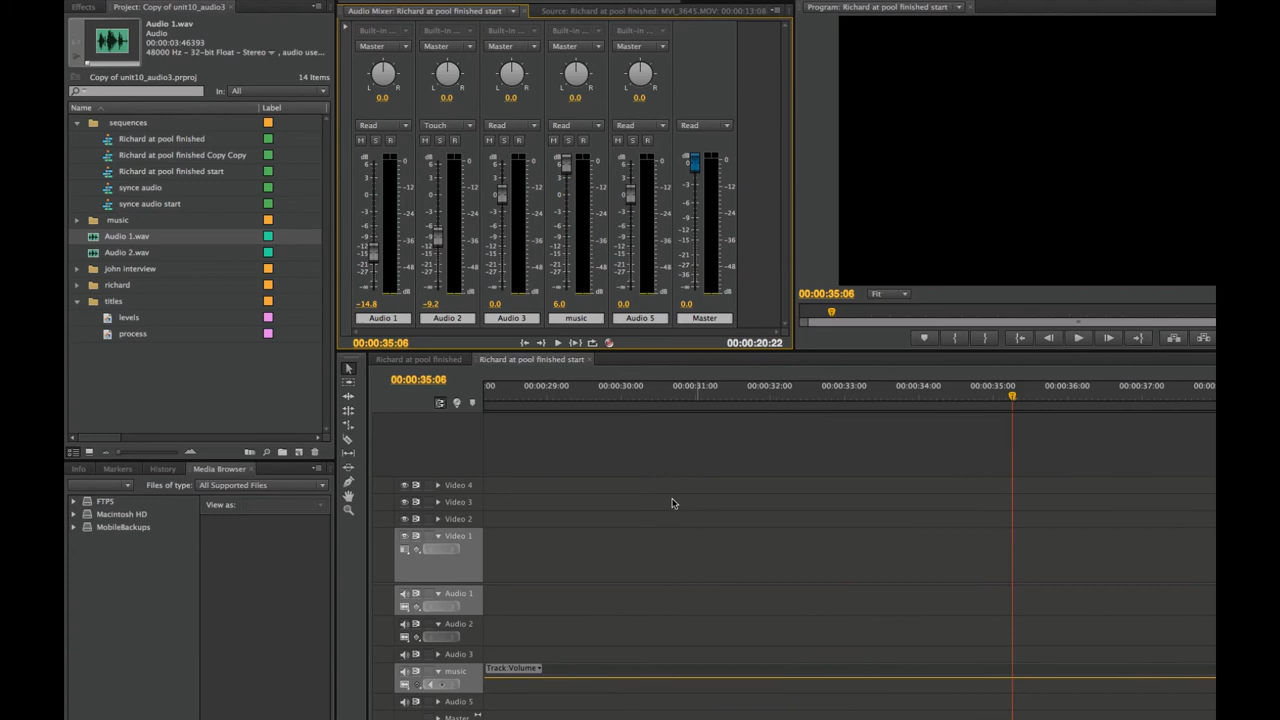 Effects
Project: Copy of unit10_audio3
Audio 1.wav
Audio
00:00:03:46393
48000 Hz - 32-bit Float - Stereo
, audio use...
Copy of unit10_audio3.prproj
14 Items
In:
All
Name
Label
sequences
Richard at pool finished
Richard at pool finished Copy Copy
Richard at pool finished start
synce audio
synce audio start
music
Audio 1.wav
Audio 2.wav
john interview
richard
titles
levels
process
Info
Markers
History
Media Browser
Files of type:
All Supported Files
View as:
FTPS
Macintosh HD
MobileBackups
Audio Mixer: Richard at pool finished start
Source: Richard at pool finished: MVI_3645.MOV: 00:00:13:08
Built-in ... Built-in ... Built-in ... Built-in ... Built-in ...
Master Master Master Master Master
L R L R L R L R L R
0.0 0.0 0.0 0.0 0.0
Read Touch Read Read Read Read
M S R M S R M S R M S R M S R
-14.8 -9.2 0.0 6.0 0.0 0.0
Audio 1 Audio 2 Audio 3 music Audio 5 Master
00:00:35:06
00:00:20:22
Program: Richard at pool finished start
00:00:35:06
Fit
Richard at pool finished
Richard at pool finished start
00:00:35:06
00 00:00:29:00 00:00:30:00 00:00:31:00 00:00:32:00 00:00:33:00 00:00:34:00 00:00:35:00 00:00:36:00 00:00:37:00 00:00
Video 4
Video 3
Video 2
Video 1
Audio 1
Audio 2
Audio 3
music
Track:Volume
Audio 5
Master